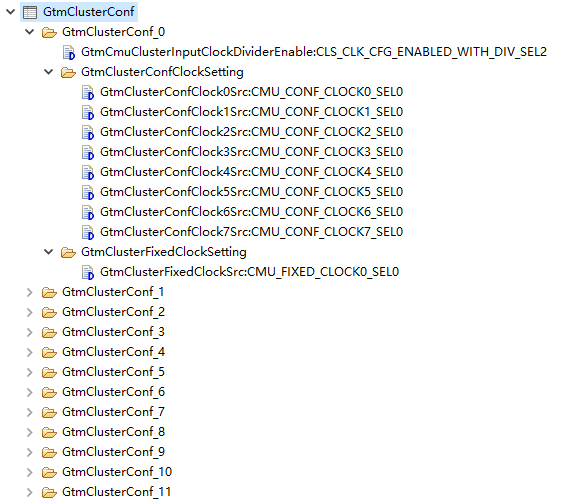 GtmClusterConf
GtmClusterConf_0
GtmCmuClusterInputClockDividerEnable:CLS_CLK_CFG_ENABLED_WITH_DIV_SEL2
GtmClusterConfClockSetting
GtmClusterConfClock0Src:CMU_CONF_CLOCK0_SEL0
GtmClusterConfClock1Src:CMU_CONF_CLOCK1_SEL0
GtmClusterConfClock2Src:CMU_CONF_CLOCK2_SEL0
GtmClusterConfClock3Src:CMU_CONF_CLOCK3_SEL0
GtmClusterConfClock4Src:CMU_CONF_CLOCK4_SEL0
GtmClusterConfClock5Src:CMU_CONF_CLOCK5_SEL0
GtmClusterConfClock6Src:CMU_CONF_CLOCK6_SEL0
GtmClusterConfClock7Src:CMU_CONF_CLOCK7_SEL0
GtmClusterFixedClockSetting
GtmClusterFixedClockSrc:CMU_FIXED_CLOCK0_SEL0
GtmClusterConf_1
GtmClusterConf_2
GtmClusterConf_3
GtmClusterConf_4
GtmClusterConf_5
GtmClusterConf_6
GtmClusterConf_7
GtmClusterConf_8
GtmClusterConf_9
GtmClusterConf_10
GtmClusterConf_11